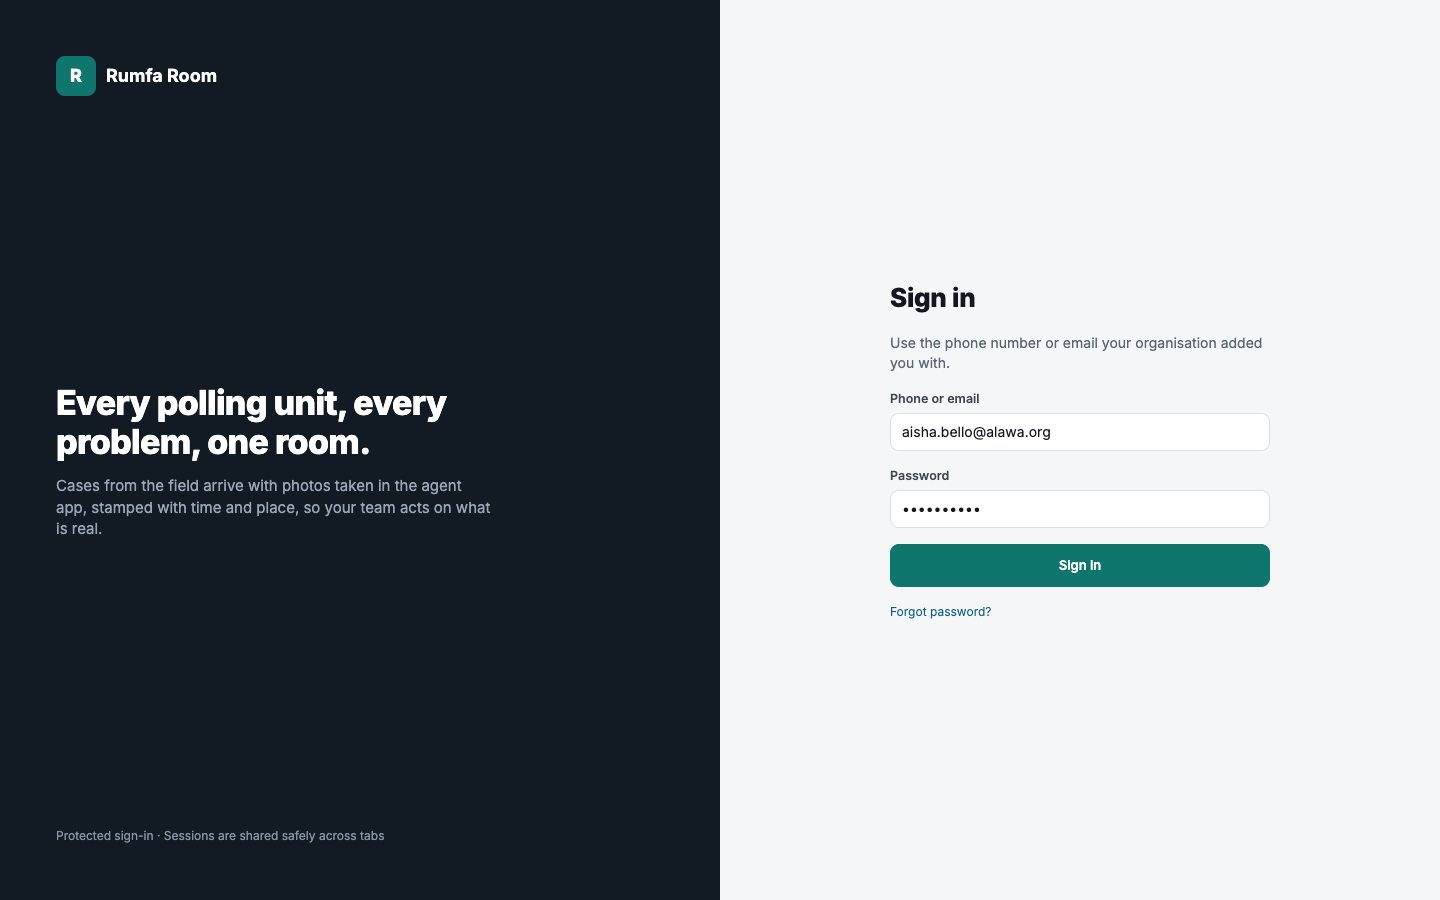 R
Rumfa Room
Every polling unit, every
problem, one room.
Cases from the field arrive with photos taken in the agent
app, stamped with time and place, so your team acts on what
is real.
Protected sign-in · Sessions are shared safely across tabs
Sign in
Use the phone number or email your organisation added
you with.
Phone or email
aisha.bello@alawa.org
Password
••••••••••
Sign in
Forgot password?